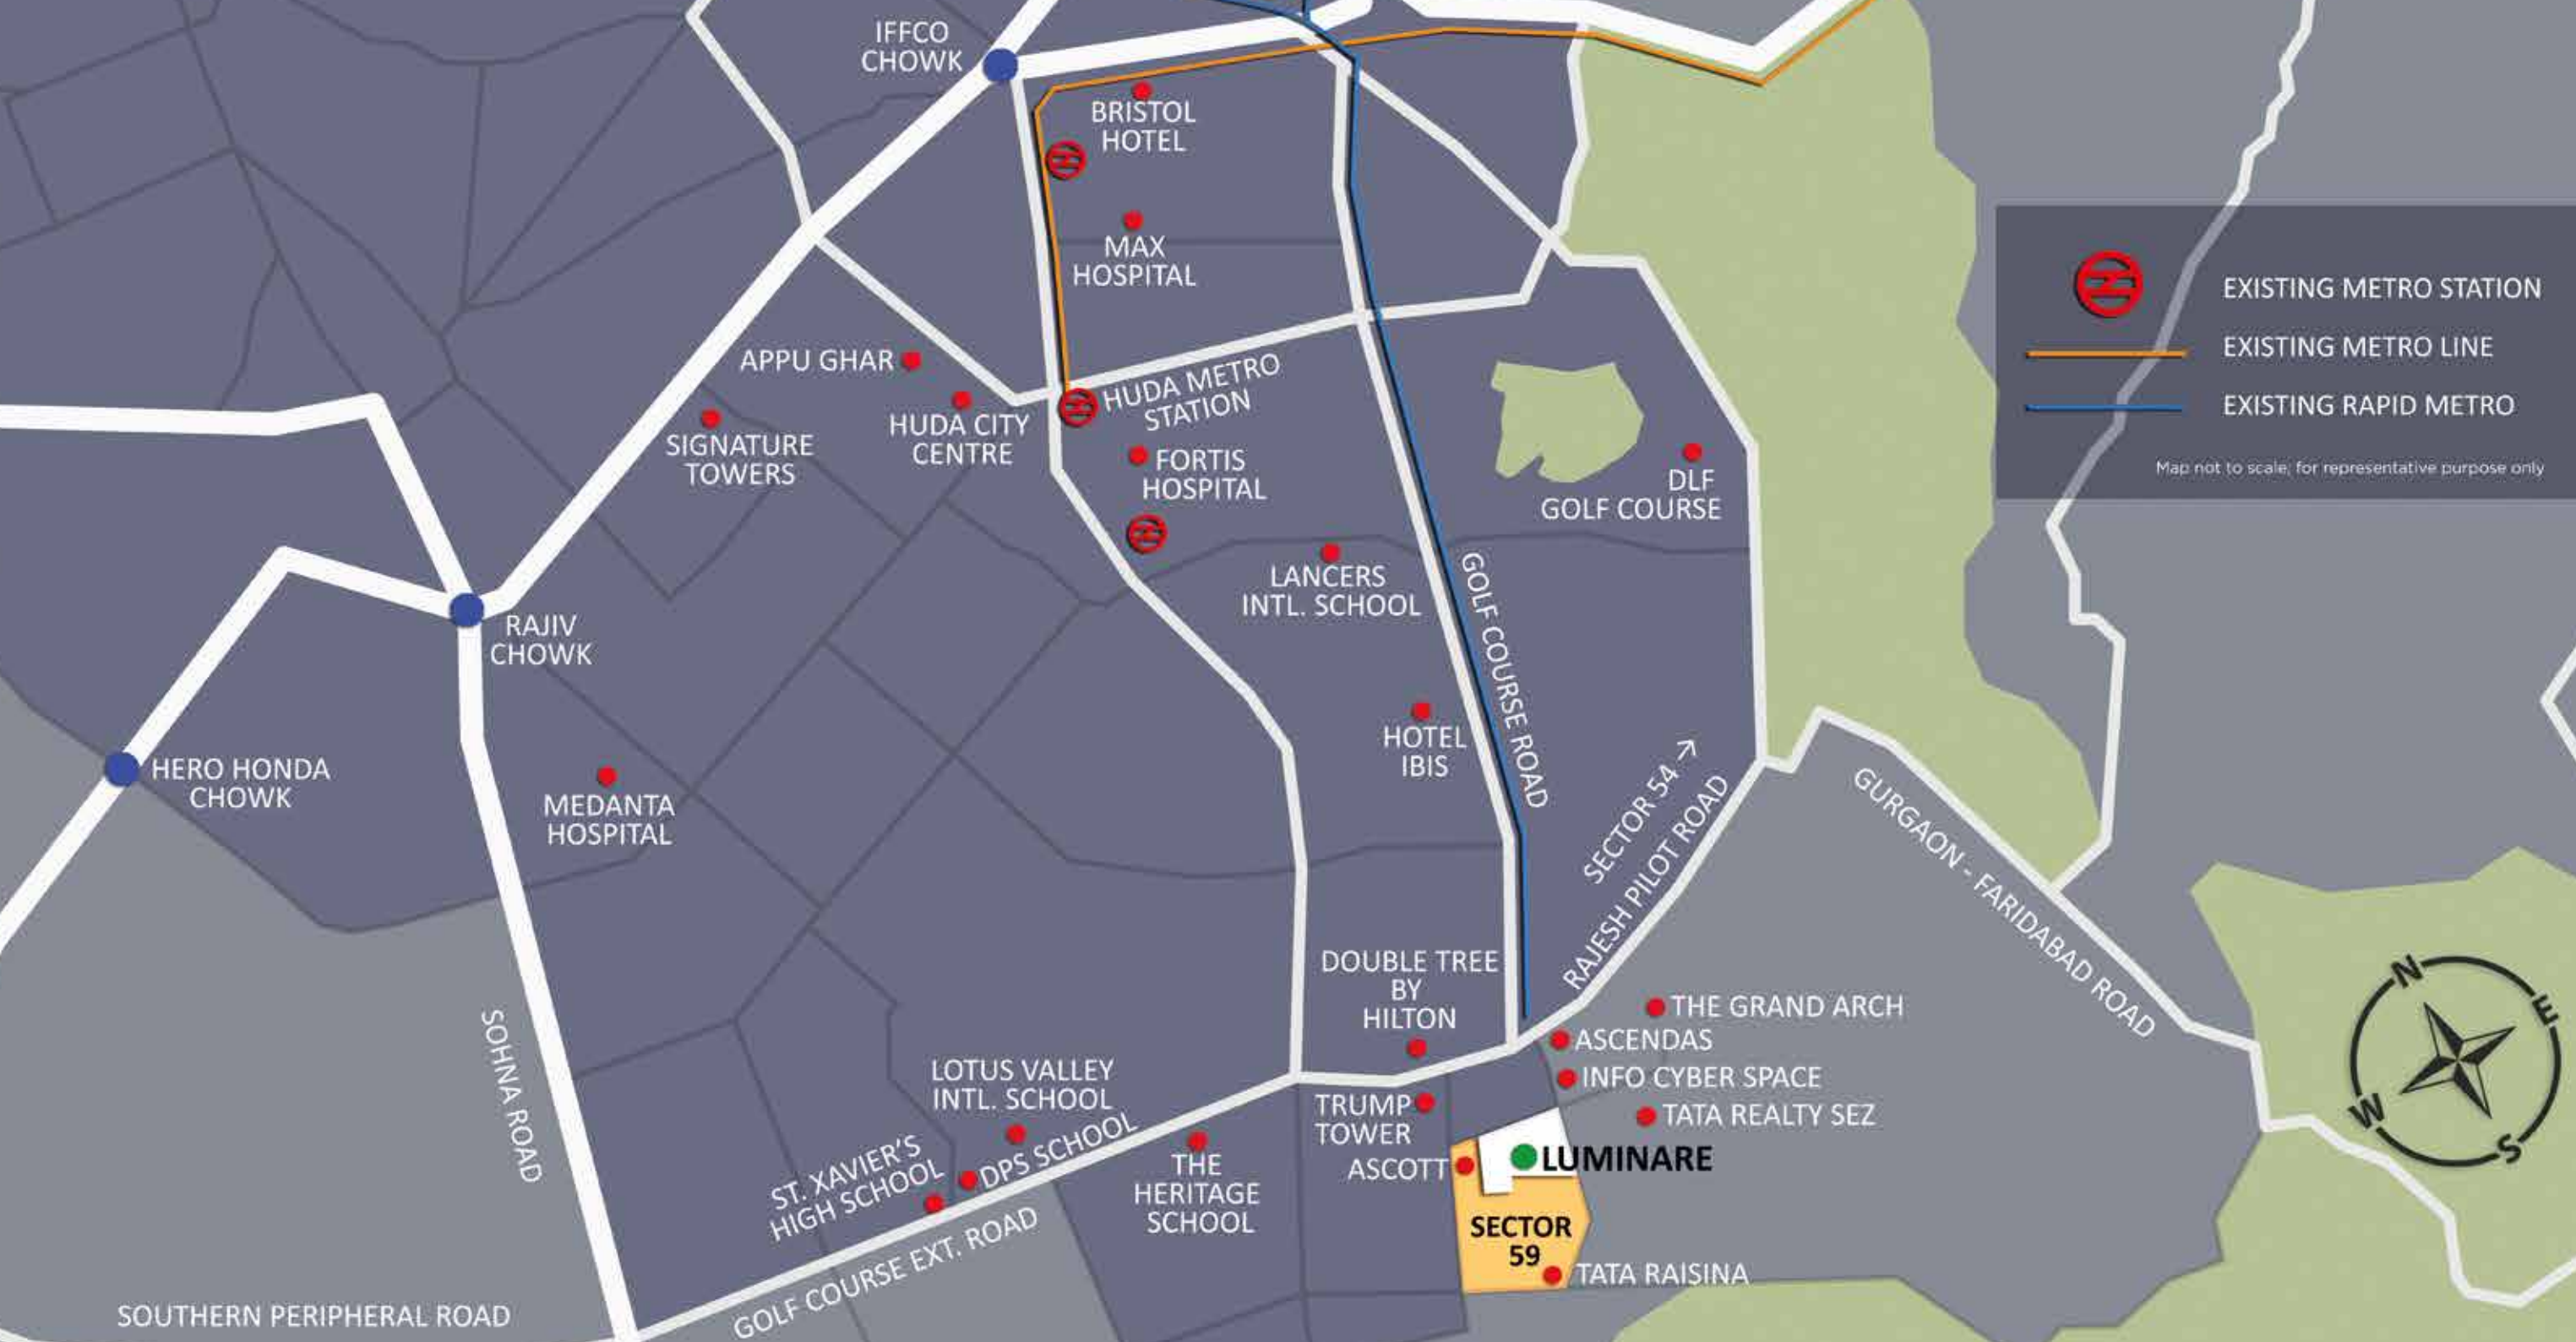 IFFCO
CHOWK
BRISTOL
HOTEL
MAX
HOSPITAL
EXISTING METRO STATION
EXISTING METRO LINE
EXISTING RAPID METRO
Map not to scale; for representative purpose only
APPU GHAR
HUDA METRO
STATION
SIGNATURE
TOWERS
HUDA CITY
CENTRE
FORTIS
HOSPITAL
DLF
GOLF COURSE
LANCERS
INTL. SCHOOL
GOLF COURSE ROAD
RAJIV
CHOWK
HOTEL
IBIS
HERO HONDA
CHOWK
MEDANTA
HOSPITAL
SECTOR 54
RAJESH PILOT ROAD
GURGAON - FARIDABAD ROAD
DOUBLE TREE
BY
HILTON
THE GRAND ARCH
ASCENDAS
INFO CYBER SPACE
TATA REALTY SEZ
SOHNA ROAD
LOTUS VALLEY
INTL. SCHOOL
DPS SCHOOL
ST. XAVIER'S
HIGH SCHOOL
THE
HERITAGE
SCHOOL
TRUMP
TOWER
ASCOTT
LUMINARE
SECTOR
59
TATA RAISINA
GOLF COURSE EXT. ROAD
SOUTHERN PERIPHERAL ROAD
N
E
W
S